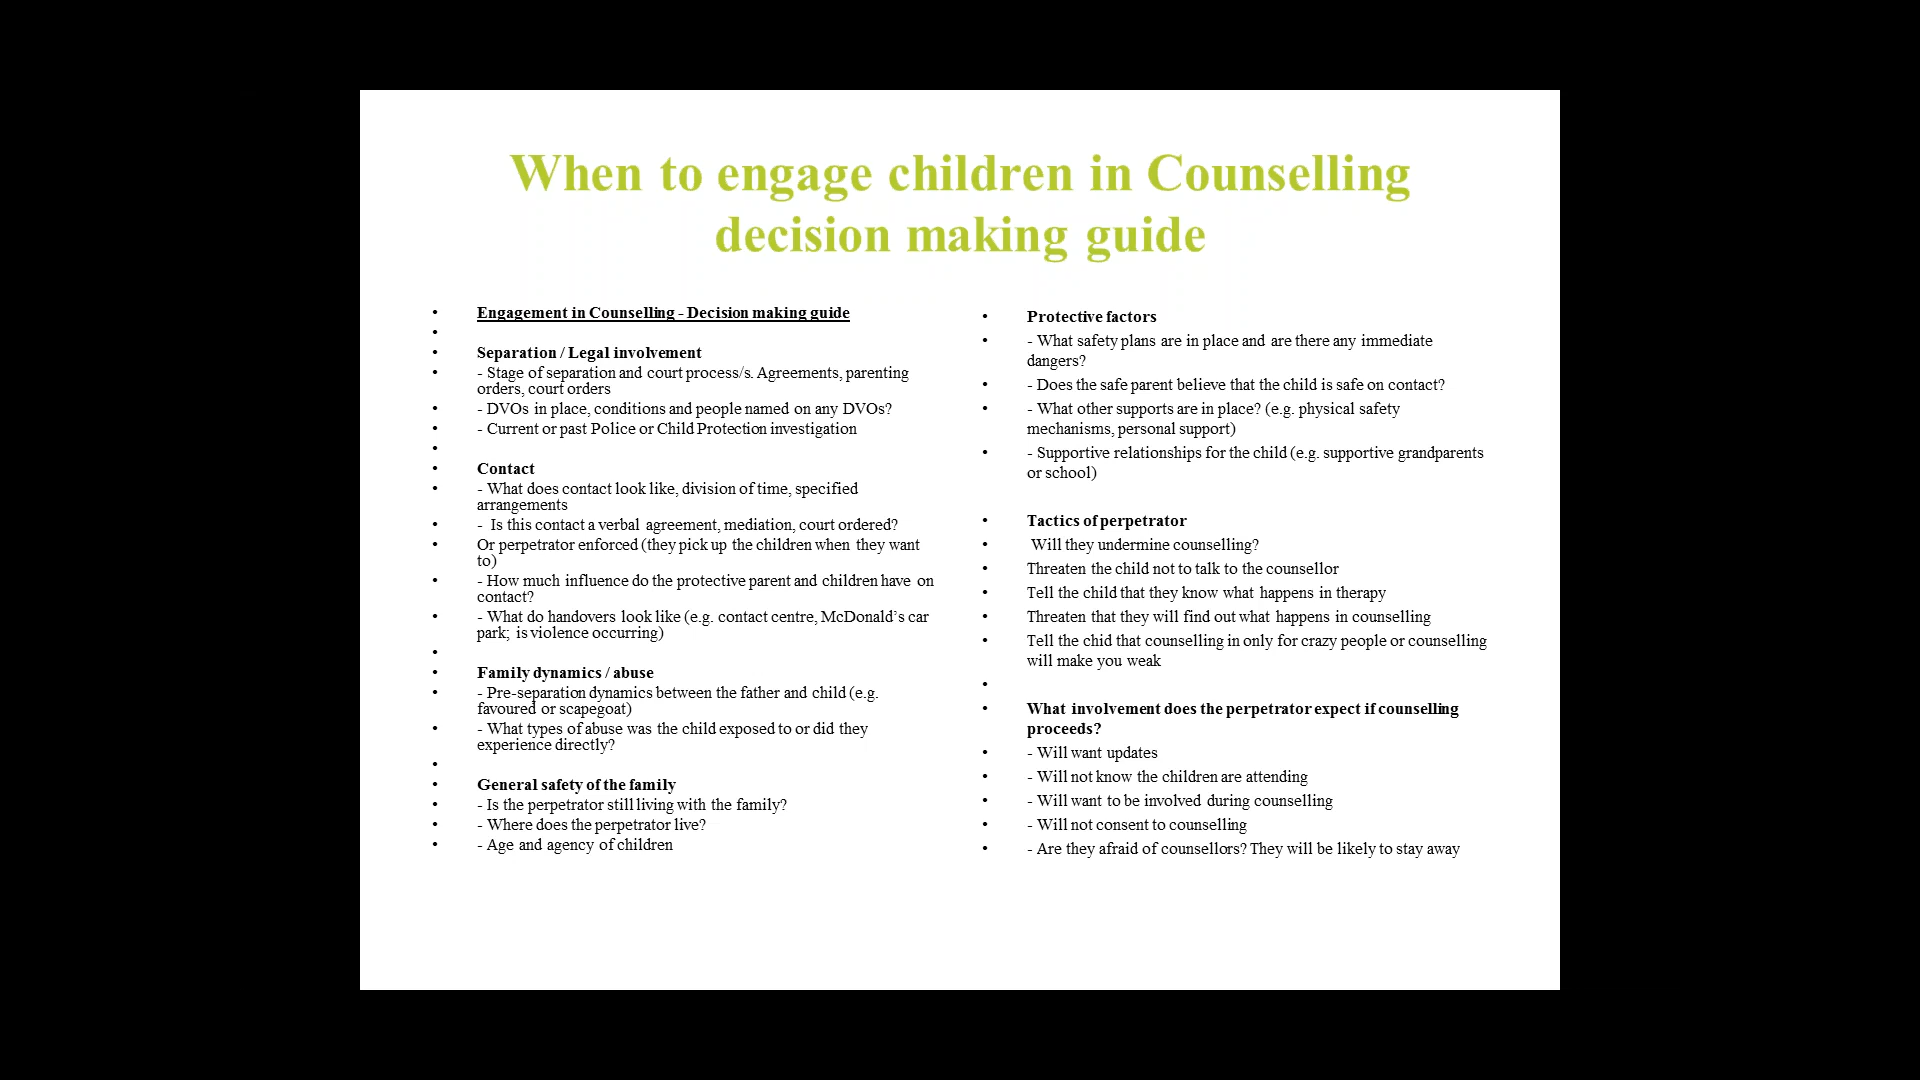 When to engage children in Counselling
decision making guide
• Engagement in Counselling - Decision making guide
•
• Separation / Legal involvement
• - Stage of separation and court process/s. Agreements, parenting
orders, court orders
• - DVOs in place, conditions and people named on any DVOs?
• - Current or past Police or Child Protection investigation
•
• Contact
• - What does contact look like, division of time, specified
arrangements
• - Is this contact a verbal agreement, mediation, court ordered?
• Or perpetrator enforced (they pick up the children when they want
to)
• - How much influence do the protective parent and children have on
contact?
• - What do handovers look like (e.g. contact centre, McDonald’s car
park; is violence occurring)
•
• Family dynamics / abuse
• - Pre-separation dynamics between the father and child (e.g.
favoured or scapegoat)
• - What types of abuse was the child exposed to or did they
experience directly?
•
• General safety of the family
• - Is the perpetrator still living with the family?
• - Where does the perpetrator live?
• - Age and agency of children
• Protective factors
• - What safety plans are in place and are there any immediate
dangers?
• - Does the safe parent believe that the child is safe on contact?
• - What other supports are in place? (e.g. physical safety
mechanisms, personal support)
• - Supportive relationships for the child (e.g. supportive grandparents
or school)
• Tactics of perpetrator
• Will they undermine counselling?
• Threaten the child not to talk to the counsellor
• Tell the child that they know what happens in therapy
• Threaten that they will find out what happens in counselling
• Tell the chid that counselling in only for crazy people or counselling
will make you weak
•
• What involvement does the perpetrator expect if counselling
proceeds?
• - Will want updates
• - Will not know the children are attending
• - Will want to be involved during counselling
• - Will not consent to counselling
• - Are they afraid of counsellors? They will be likely to stay away